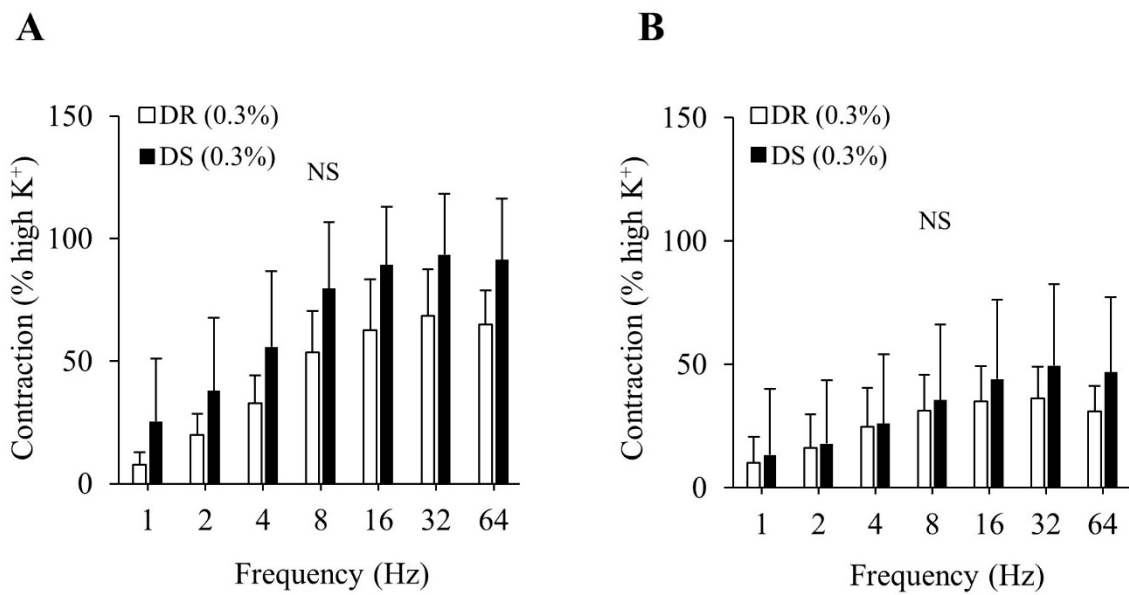 A
Contraction (% high K⁺)
150
100
50
0
DR (0.3%)
DS (0.3%)
NS
1 2 4 8 16 32 64
Frequency (Hz)
B
Contraction (% high K⁺)
150
100
50
0
DR (0.3%)
DS (0.3%)
NS
1 2 4 8 16 32 64
Frequency (Hz)